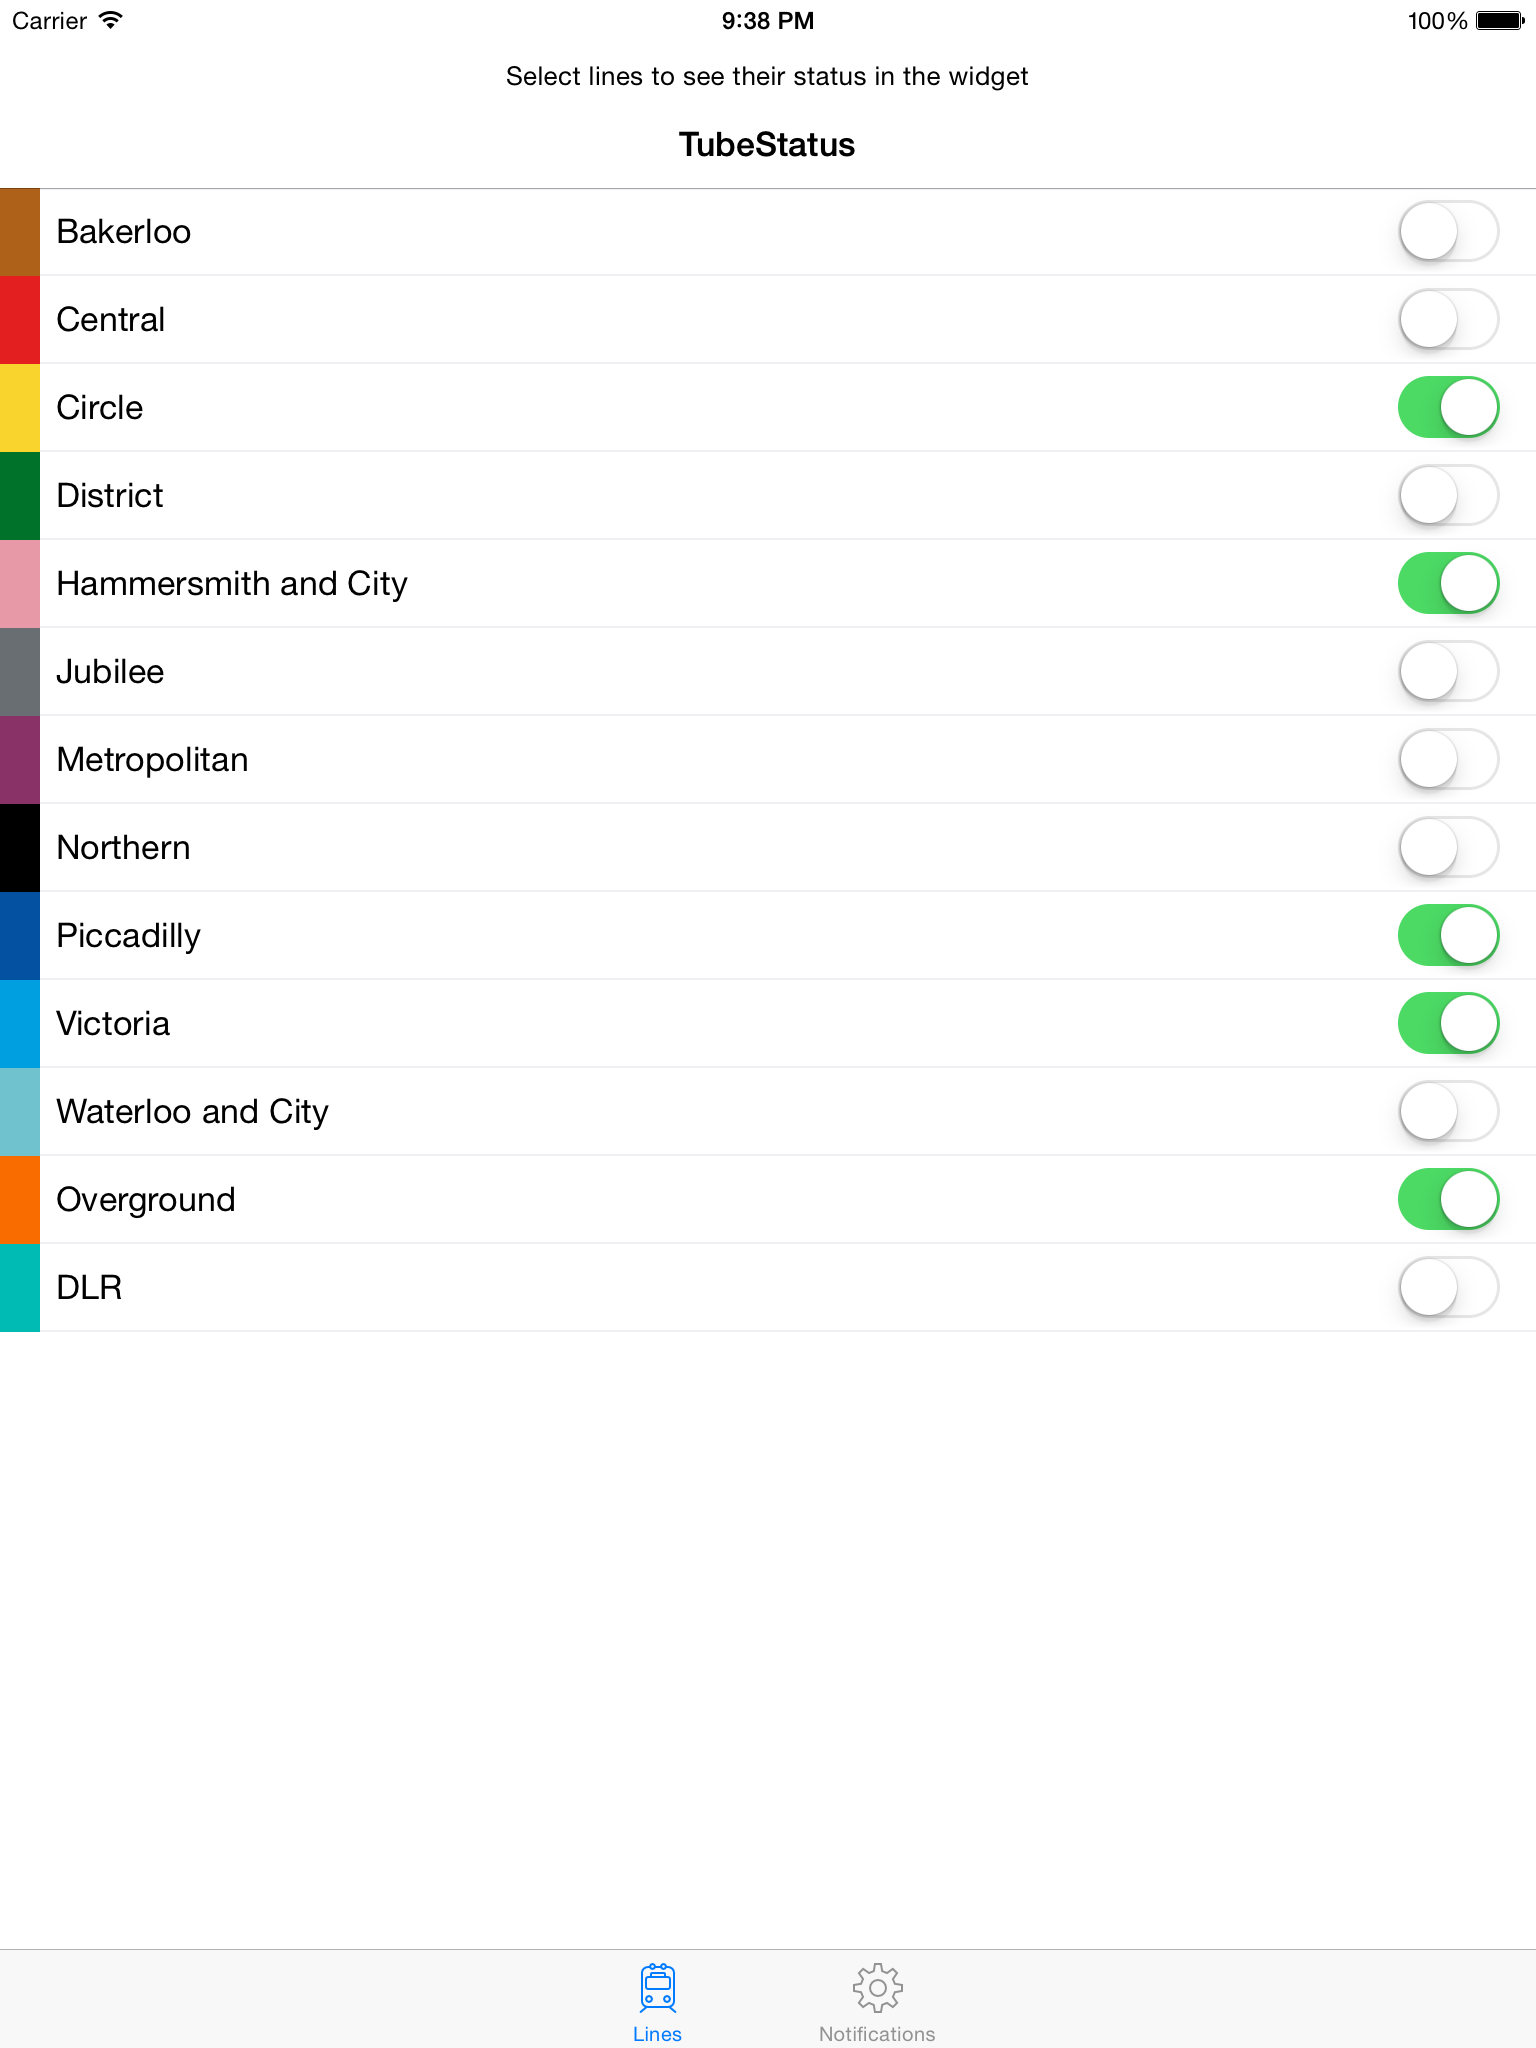 Carrier 9:38 PM 100%
Select lines to see their status in the widget
TubeStatus
Bakerloo
Central
Circle
District
Hammersmith and City
Jubilee
Metropolitan
Northern
Piccadilly
Victoria
Waterloo and City
Overground
DLR
Lines Notifications